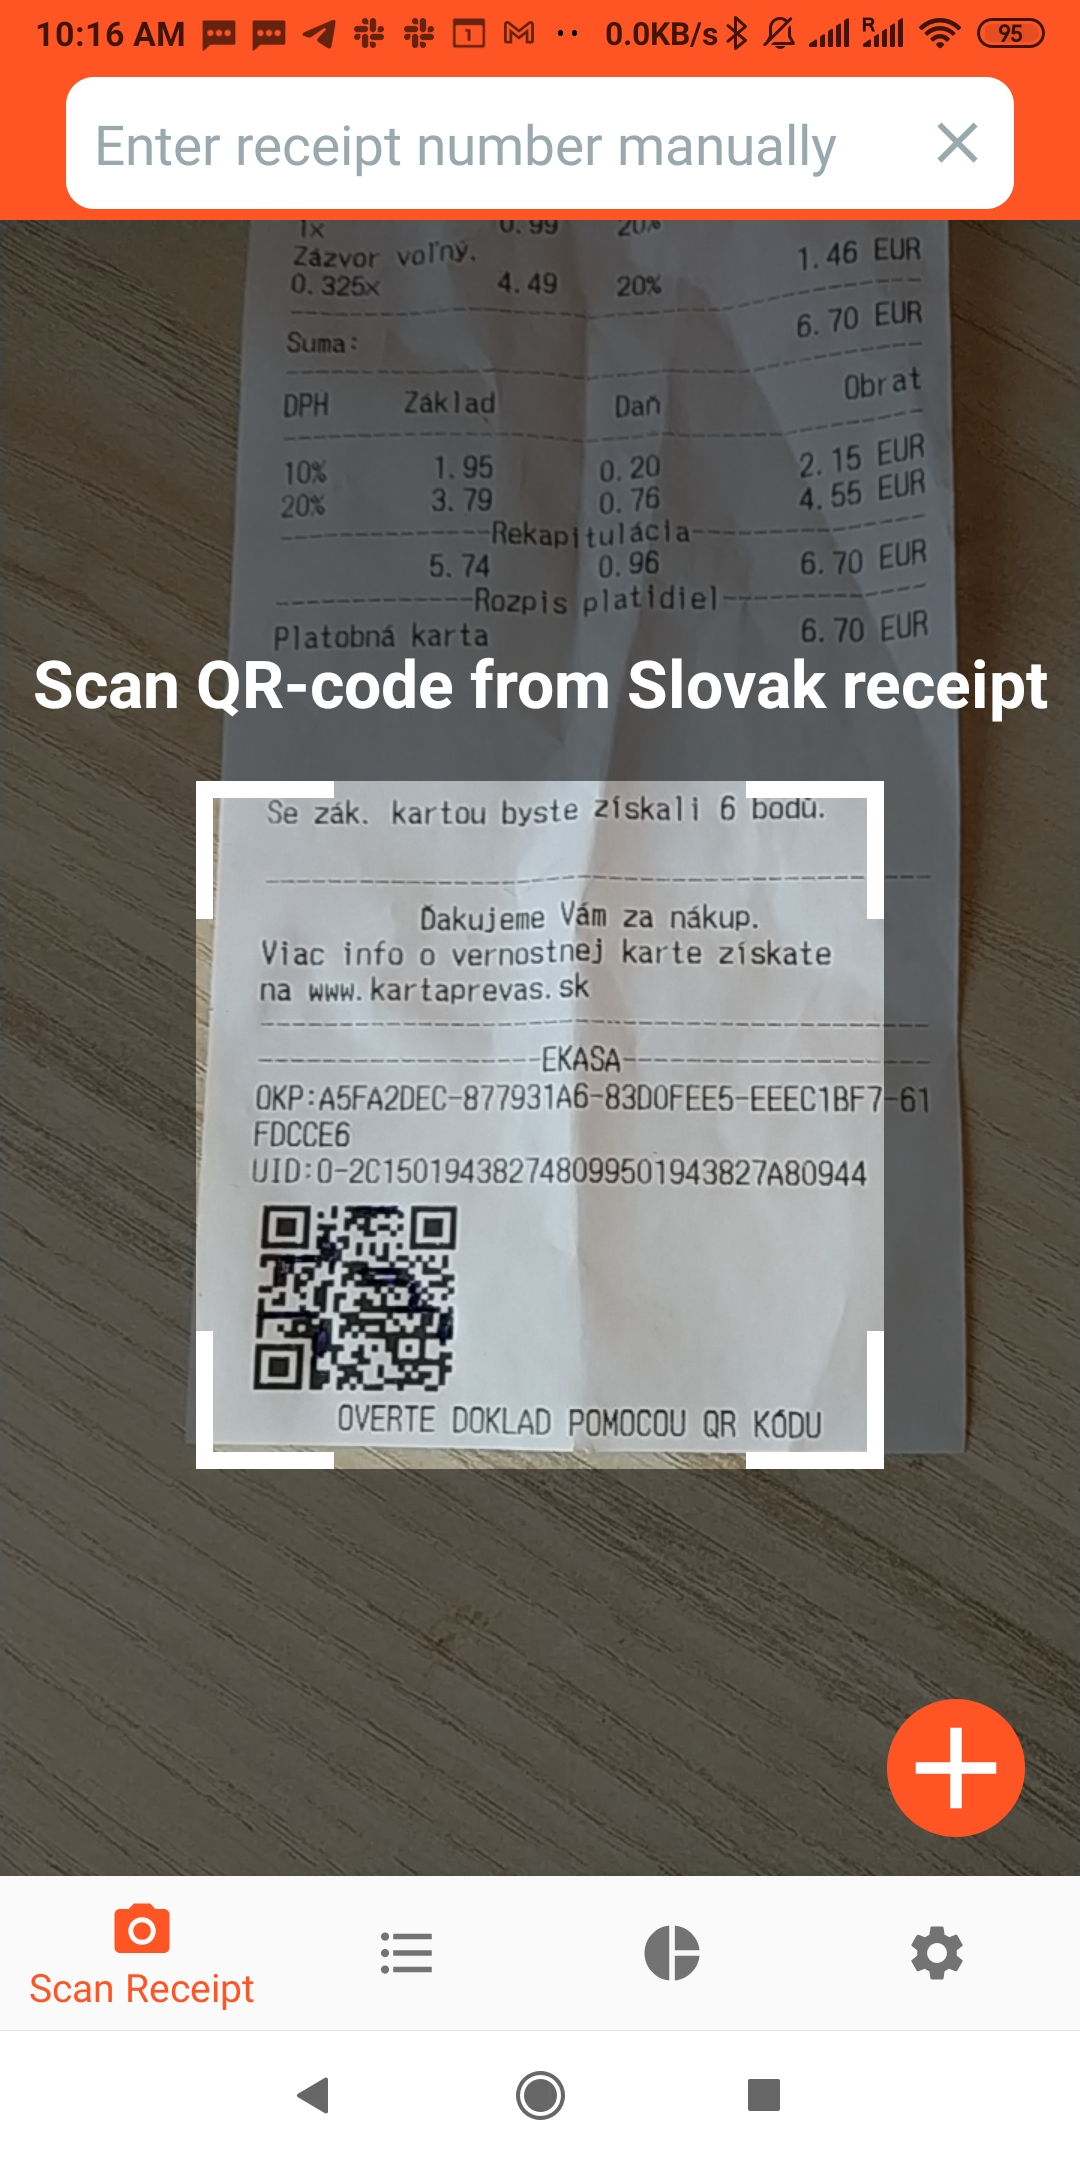 10:16 AM
1
0.0KB/s
R
95
Enter receipt number manually
1x 0.99 20%
Zázvor voľný.
1.46 EUR
0.325x 4.49 20%
6.70 EUR
Suma:
DPH Základ Daň Obrat
10% 1.95 0.20 2.15 EUR
20% 3.79 0.76 4.55 EUR
Rekapitulácia
5.74 0.96 6.70 EUR
Rozpis platidiel
Platobná karta 6.70 EUR
Scan QR-code from Slovak receipt
Se zák. kartou byste získali 6 bodů.
Ďakujeme Vám za nákup.
Viac info o vernostnej karte získate
na www.kartaprevas.sk
EKASA
OKP:A5FA2DEC-877931A6-83D0FEE5-EEEC1BF7-61
FDCCE6
UID:O-2C150194382748099501943827A80944
OVERTE DOKLAD POMOCOU QR KÓDU
Scan Receipt